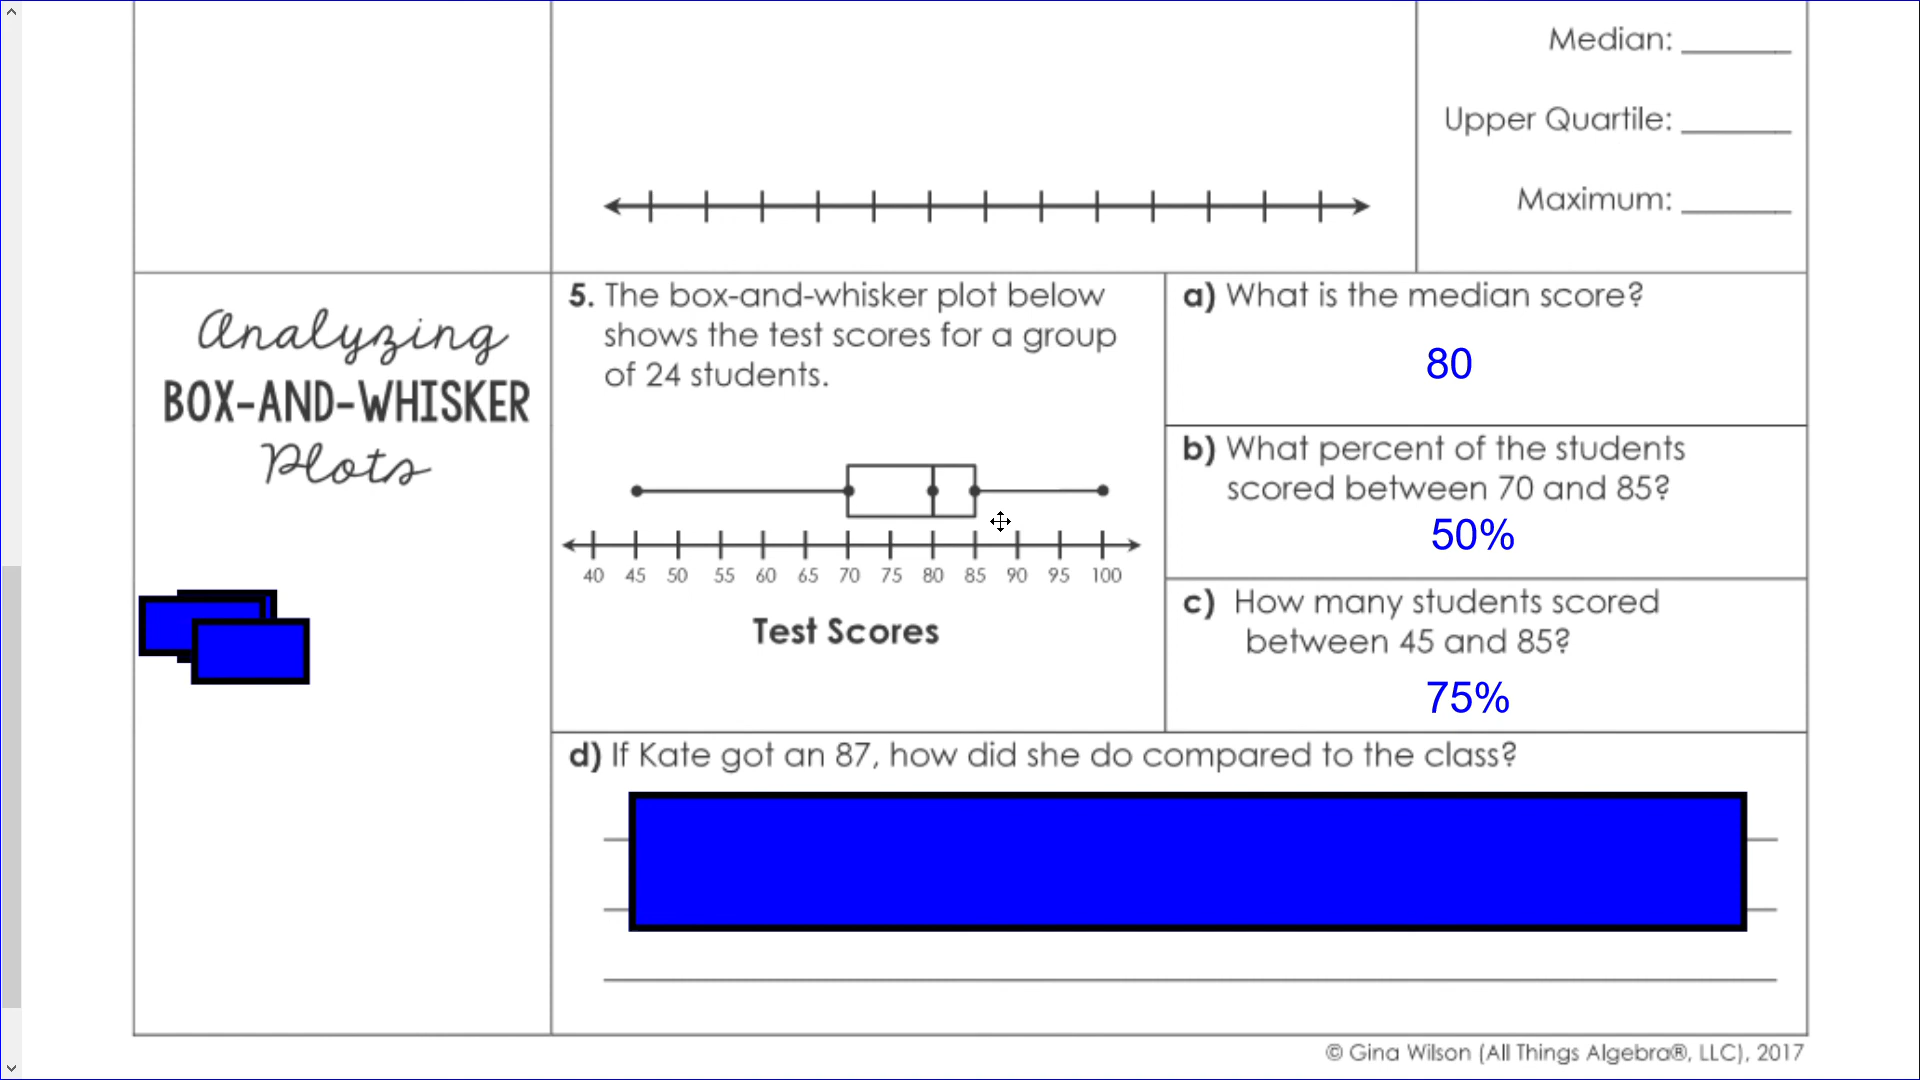 Median: ______
Upper Quartile: ______
Maximum: ______
Analyzing
BOX-AND-WHISKER
Plots
5. The box-and-whisker plot below
shows the test scores for a group
of 24 students.
40 45 50 55 60 65 70 75 80 85 90 95 100
Test Scores
a) What is the median score?
80
b) What percent of the students
scored between 70 and 85?
50%
c) How many students scored
between 45 and 85?
75%
d) If Kate got an 87, how did she do compared to the class?
© Gina Wilson (All Things Algebra®, LLC), 2017